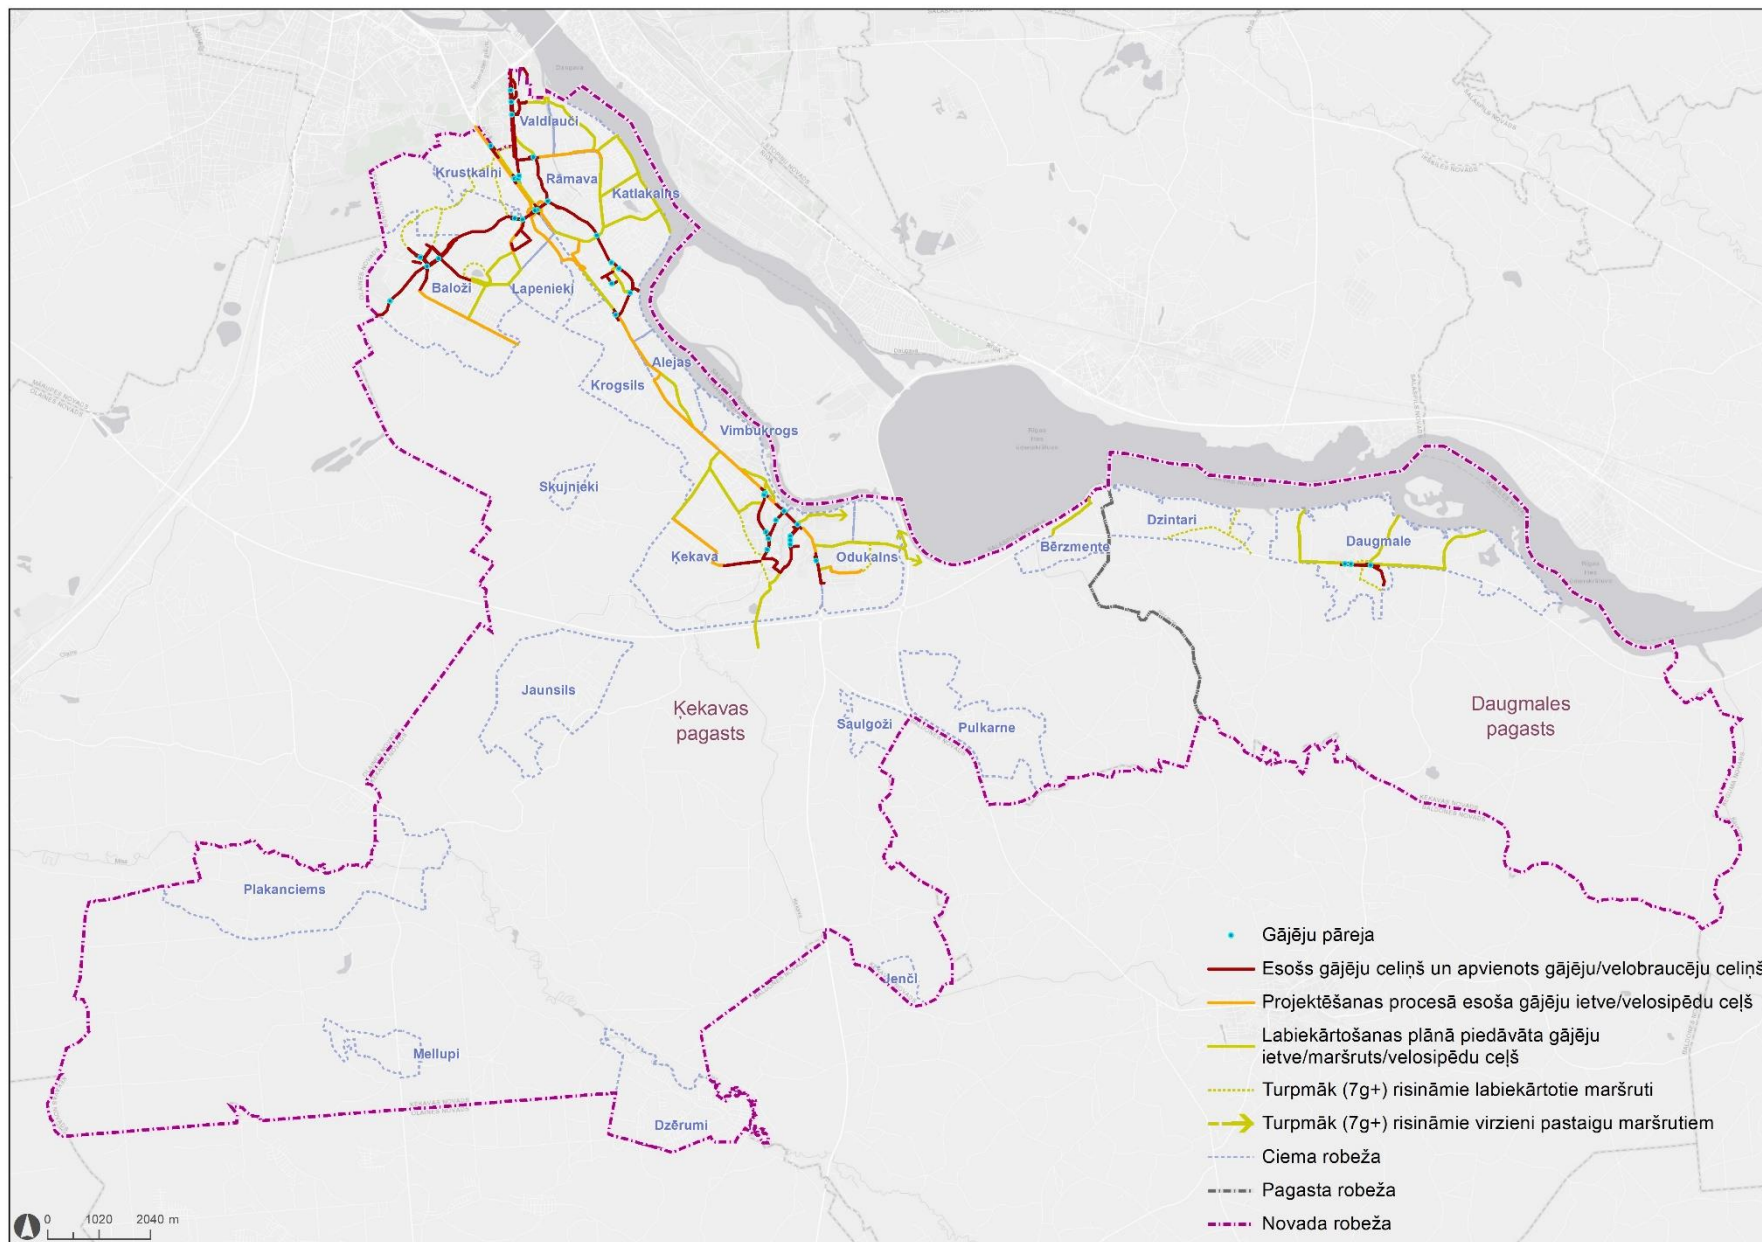 Valdlauči
Krustkalni
Rāmava
Katlakalns
Baloži
Lapenieki
Alejas
Krogsils
Vimbukrogs
Skujnieki
Ķekava
Odukalns
Bērzmente
Dzintari
Daugmale
Jaunsils
Ķekavas
pagasts
Saulgoži
Pulkarne
Daugmales
pagasts
Plakanciems
Mellupi
Dzērumi
Gājēju pāreja
Esošs gājēju celiņš un apvienots gājēju/velobraucēju celiņš
Projektēšanas procesā esoša gājēju ietve/velosipēdu ceļš
Labiekārtošanas plānā piedāvāta gājēju
ietve/maršruts/velosipēdu ceļš
Turpmāk (7g+) risināmie labiekārtotie maršruti
Turpmāk (7g+) risināmie virzieni pastaigu maršrutiem
Ciema robeža
Pagasta robeža
Novada robeža
0 1020 2040 m